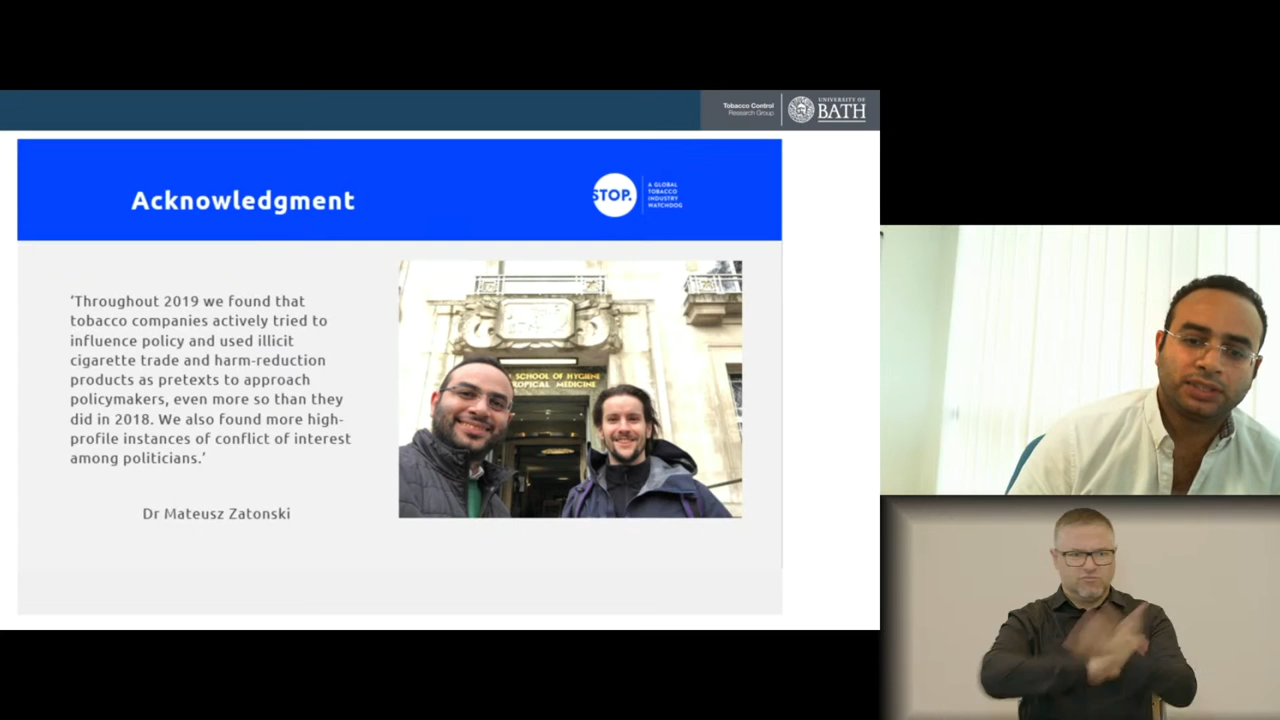 Tobacco Control
Research Group
UNIVERSITY OF
BATH
Acknowledgment
STOP.
A GLOBAL
TOBACCO
INDUSTRY
WATCHDOG
'Throughout 2019 we found that
tobacco companies actively tried to
influence policy and used illicit
cigarette trade and harm-reduction
products as pretexts to approach
policymakers, even more so than they
did in 2018. We also found more high-
profile instances of conflict of interest
among politicians.'
Dr Mateusz Zatonski
SCHOOL OF HYGIENE
TROPICAL MEDICINE